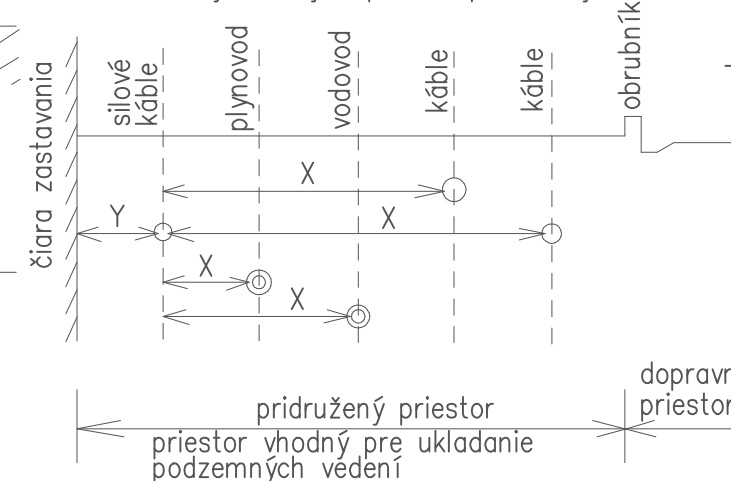 čiara zastavania
silové
káble
plynovod
vodovod
káble
káble
obrubník
X
Y
X
X
X
dopravn
pridružený priestor
priestor
priestor vhodný pre ukladanie
podzemných vedení